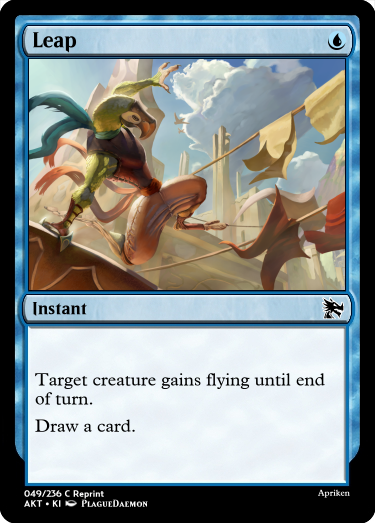 Leap
Instant
Target creature gains flying until end
of turn.
Draw a card.
049/236 C Reprint
AKT • KI PLAGUEDAEMON
Apriken